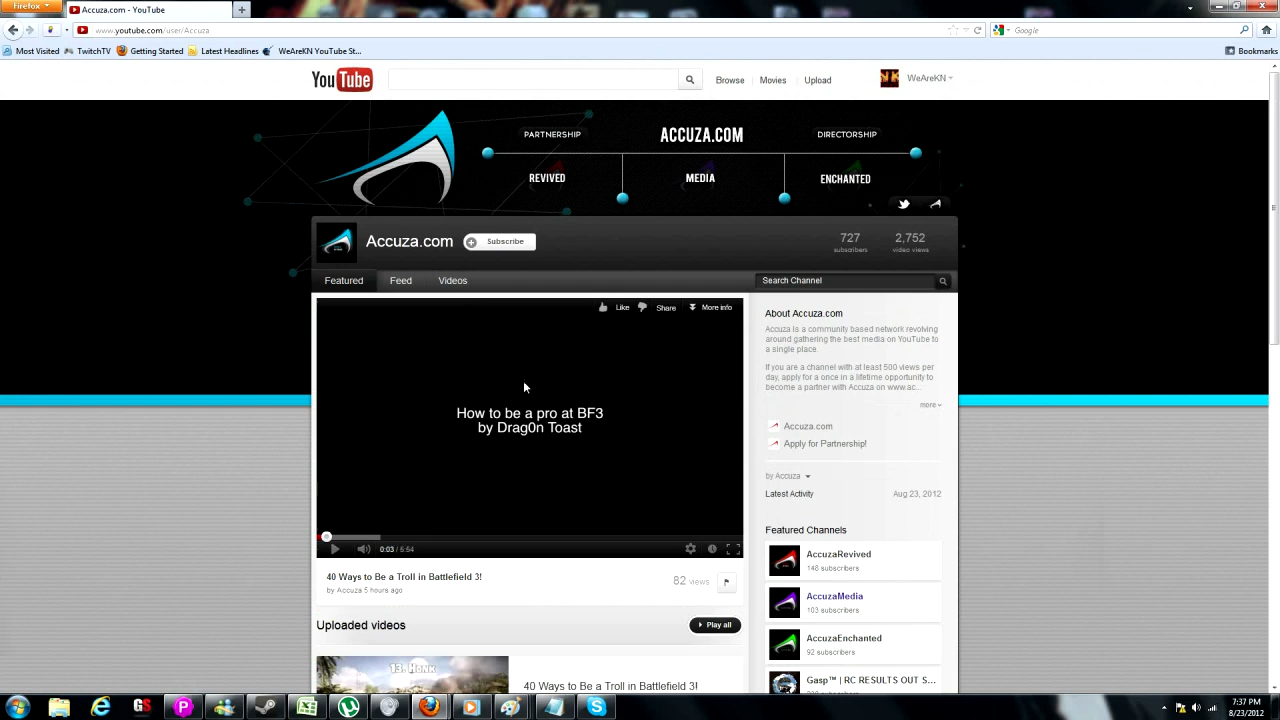 Firefox
Accuza.com - YouTube
www.youtube.com/user/Accuza
Google
Most Visited
TwitchTV
Getting Started
Latest Headlines
WeAreKN YouTube St...
Bookmarks
YouTube
Browse
Movies
Upload
WeAreKN
PARTNERSHIP
ACCUZA.COM
DIRECTORSHIP
REVIVED
MEDIA
ENCHANTED
Accuza.com
Subscribe
727
subscribers
2,752
video views
Featured
Feed
Videos
Search Channel
Like
Share
More info
How to be a pro at BF3
by Drag0n Toast
0:03 / 5:54
40 Ways to Be a Troll in Battlefield 3!
by Accuza 5 hours ago
82 views
Uploaded videos
Play all
13. Honk
40 Ways to Be a Troll in Battlefield 3!
About Accuza.com
Accuza is a community based network revolving
around gathering the best media on YouTube to
a single place.
If you are a channel with at least 500 views per
day, apply for a once in a lifetime opportunity to
become a partner with Accuza on www.ac...
more
Accuza.com
Apply for Partnership!
by Accuza
Latest Activity
Aug 23, 2012
Featured Channels
AccuzaRevived
148 subscribers
AccuzaMedia
103 subscribers
AccuzaEnchanted
92 subscribers
Gasp™ | RC RESULTS OUT S...
7:37 PM
8/23/2012